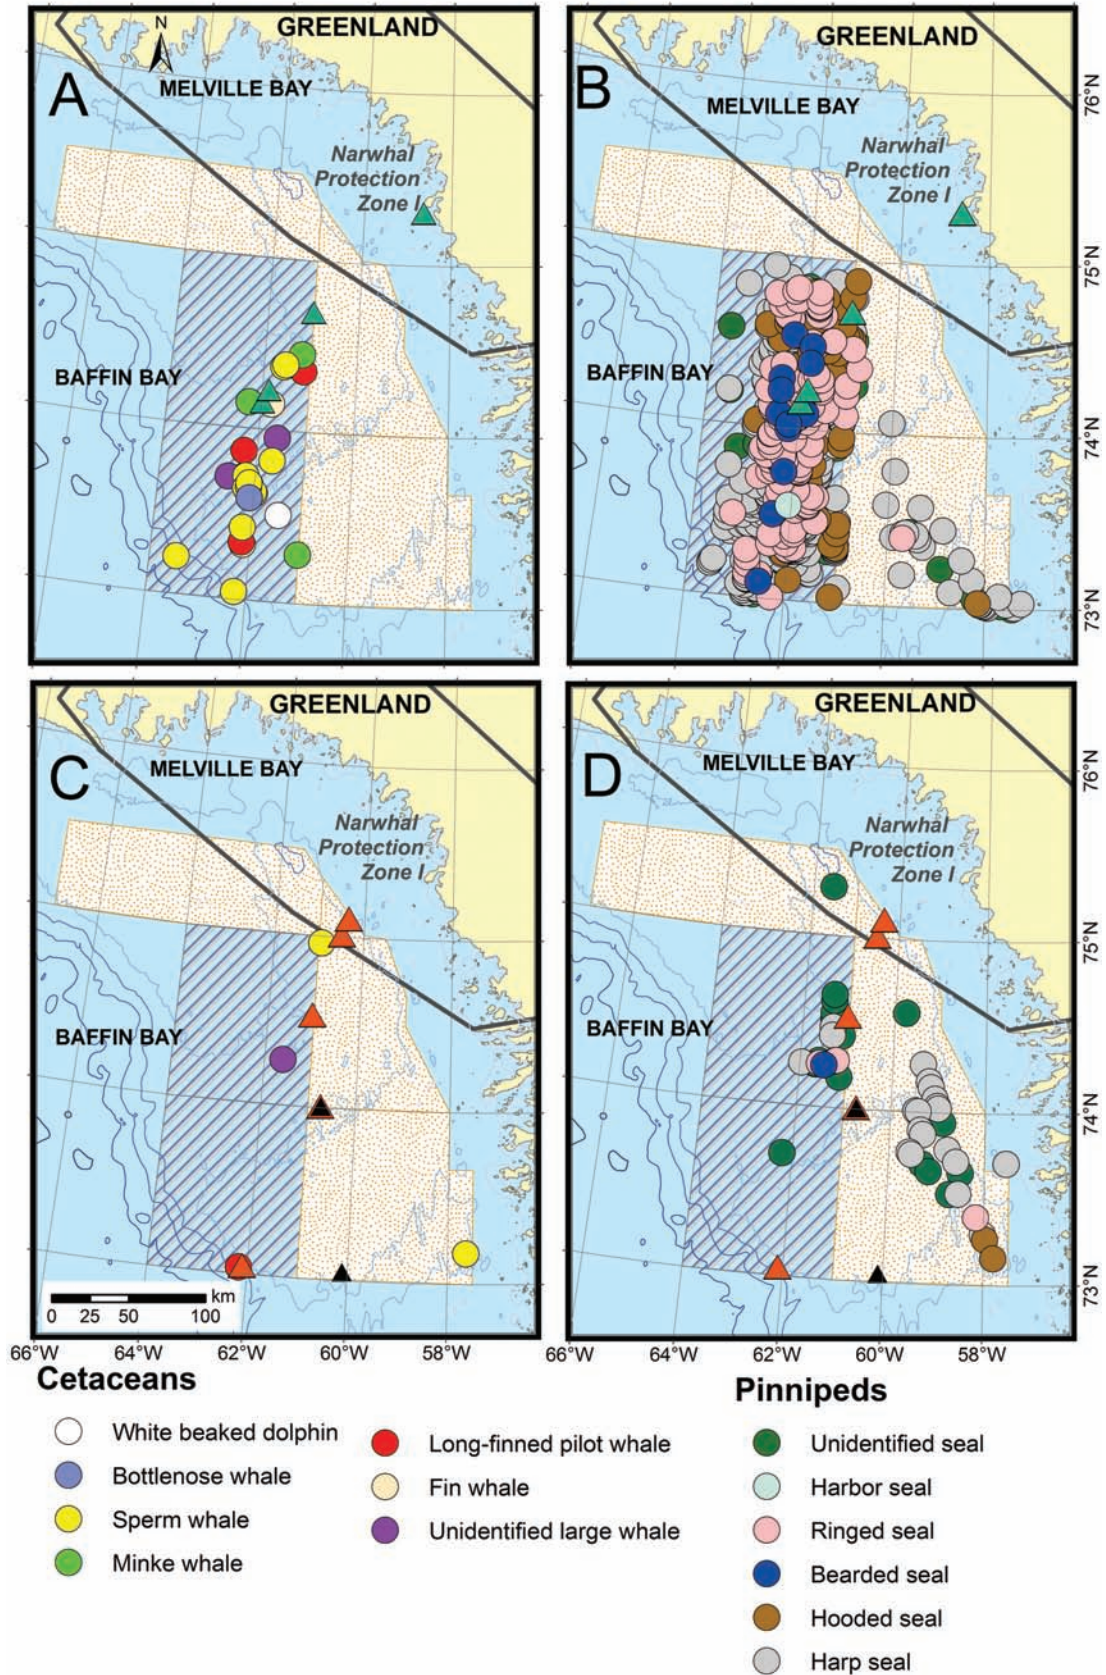 GREENLAND
N
A
MELVILLE BAY
Narwhal
Protection
Zone I
BAFFIN BAY
GREENLAND
B
MELVILLE BAY
Narwhal
Protection
Zone I
BAFFIN BAY
76°N
75°N
74°N
73°N
GREENLAND
C
MELVILLE BAY
Narwhal
Protection
Zone I
BAFFIN BAY
km
0 25 50 100
66°W 64°W 62°W 60°W 58°W
GREENLAND
D
MELVILLE BAY
Narwhal
Protection
Zone I
BAFFIN BAY
76°N
75°N
74°N
73°N
66°W 64°W 62°W 60°W 58°W
Cetaceans
White beaked dolphin
Bottlenose whale
Sperm whale
Minke whale
Long-finned pilot whale
Fin whale
Unidentified large whale
Pinnipeds
Unidentified seal
Harbor seal
Ringed seal
Bearded seal
Hooded seal
Harp seal